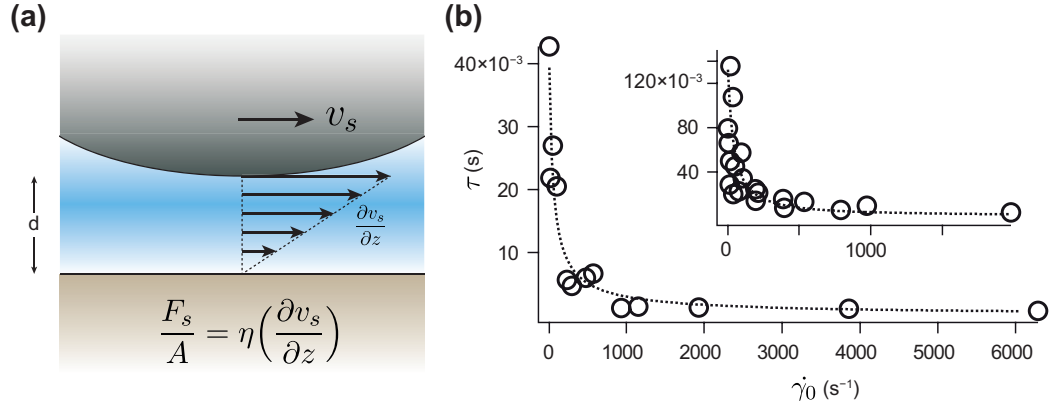 (a)
v_s
d
∂v_s
∂z
F_s/A = η(∂v_s/∂z)
(b)
40×10⁻³
30
20
10
τ (s)
0 1000 2000 3000 4000 5000 6000
γ̇₀ (s⁻¹)
120×10⁻³
80
40
0 1000